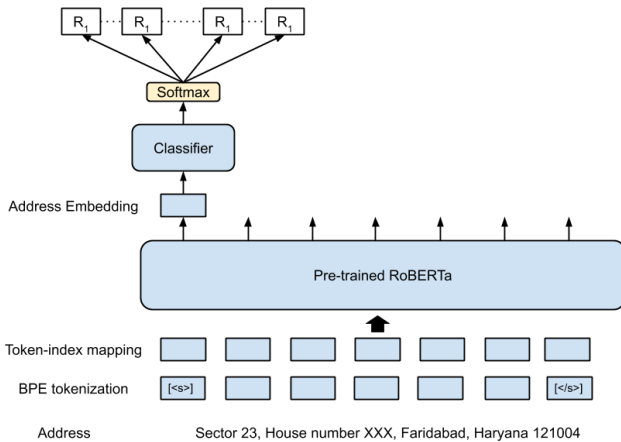 R1 R1 R1 R1
Softmax
Classifier
Address Embedding
Pre-trained RoBERTa
Token-index mapping
BPE tokenization [<s>] [</s>]
Address Sector 23, House number XXX, Faridabad, Haryana 121004